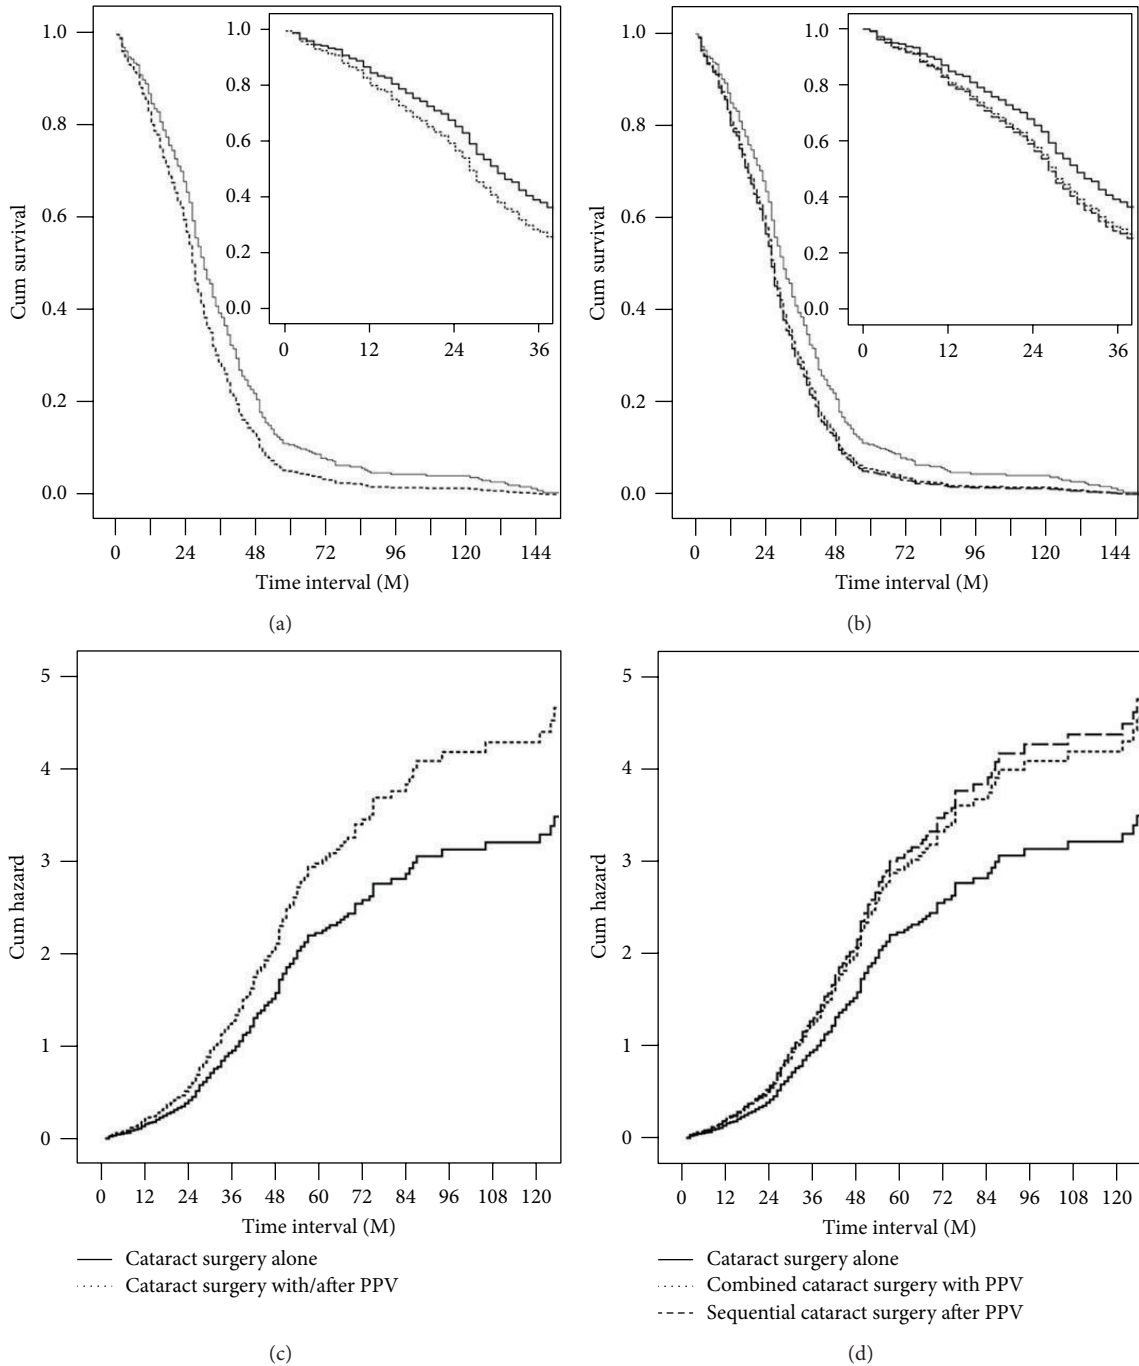 1.0
0.8
0.6
0.4
0.2
0.0
Cum survival
1.0
0.8
0.6
0.4
0.2
0.0
0 12 24 36
0 24 48 72 96 120 144
Time interval (M)
(a)
1.0
0.8
0.6
0.4
0.2
0.0
Cum survival
1.0
0.8
0.6
0.4
0.2
0.0
0 12 24 36
0 24 48 72 96 120 144
Time interval (M)
(b)
5
4
3
2
1
0
Cum hazard
0 12 24 36 48 60 72 84 96 108 120
Time interval (M)
Cataract surgery alone
Cataract surgery with/after PPV
(c)
5
4
3
2
1
0
Cum hazard
0 12 24 36 48 60 72 84 96 108 120
Time interval (M)
Cataract surgery alone
Combined cataract surgery with PPV
Sequential cataract surgery after PPV
(d)